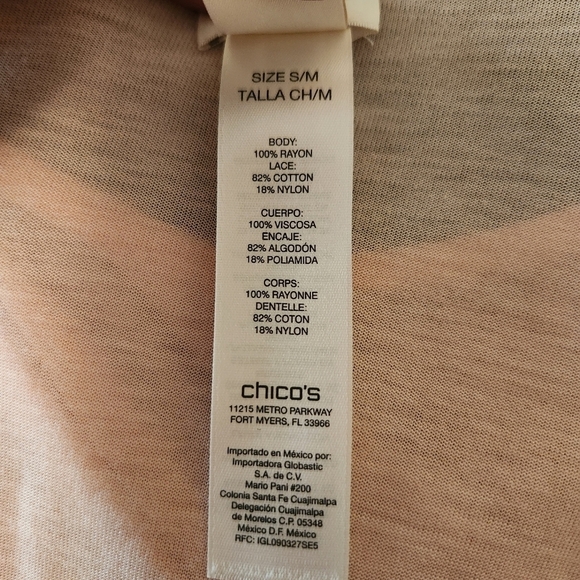 SIZE S/M
TALLA CH/M
BODY:
100% RAYON
LACE:
82% COTTON
18% NYLON
CUERPO:
100% VISCOSA
ENCAJE:
82% ALGODÓN
18% POLIAMIDA
CORPS:
100% RAYONNE
DENTELLE:
82% COTON
18% NYLON
chico's
11215 METRO PARKWAY
FORT MYERS, FL 33966
Importado en México por:
Importadora Globastic
S.A. de C.V.
Mario Pani #200
Colonia Santa Fe Cuajimalpa
Delegación Cuajimalpa
de Morelos C.P. 05348
México D.F. México
RFC: IGL090327SE5